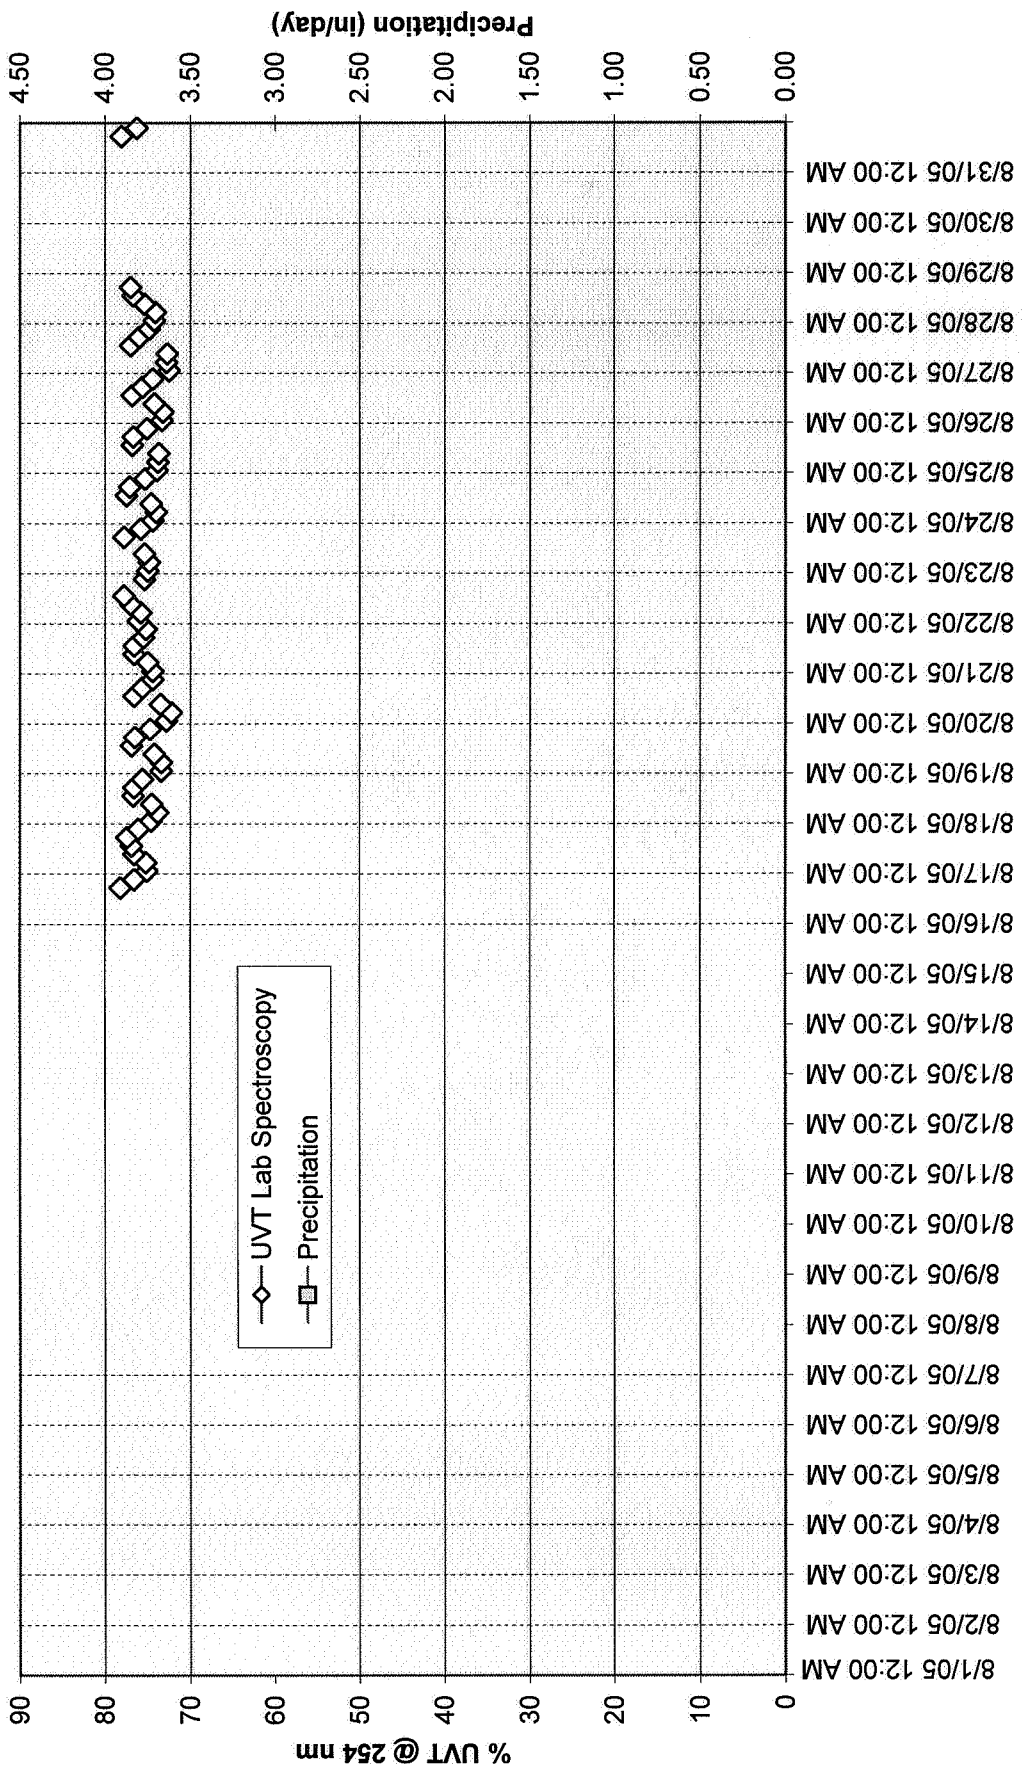 % UVT @ 254 nm
90
80
70
60
50
40
30
20
10
0
UVT Lab Spectroscopy
Precipitation
Precipitation (in/day)
4.50
4.00
3.50
3.00
2.50
2.00
1.50
1.00
0.50
0.00
8/1/05 12:00 AM
8/2/05 12:00 AM
8/3/05 12:00 AM
8/4/05 12:00 AM
8/5/05 12:00 AM
8/6/05 12:00 AM
8/7/05 12:00 AM
8/8/05 12:00 AM
8/9/05 12:00 AM
8/10/05 12:00 AM
8/11/05 12:00 AM
8/12/05 12:00 AM
8/13/05 12:00 AM
8/14/05 12:00 AM
8/15/05 12:00 AM
8/16/05 12:00 AM
8/17/05 12:00 AM
8/18/05 12:00 AM
8/19/05 12:00 AM
8/20/05 12:00 AM
8/21/05 12:00 AM
8/22/05 12:00 AM
8/23/05 12:00 AM
8/24/05 12:00 AM
8/25/05 12:00 AM
8/26/05 12:00 AM
8/27/05 12:00 AM
8/28/05 12:00 AM
8/29/05 12:00 AM
8/30/05 12:00 AM
8/31/05 12:00 AM